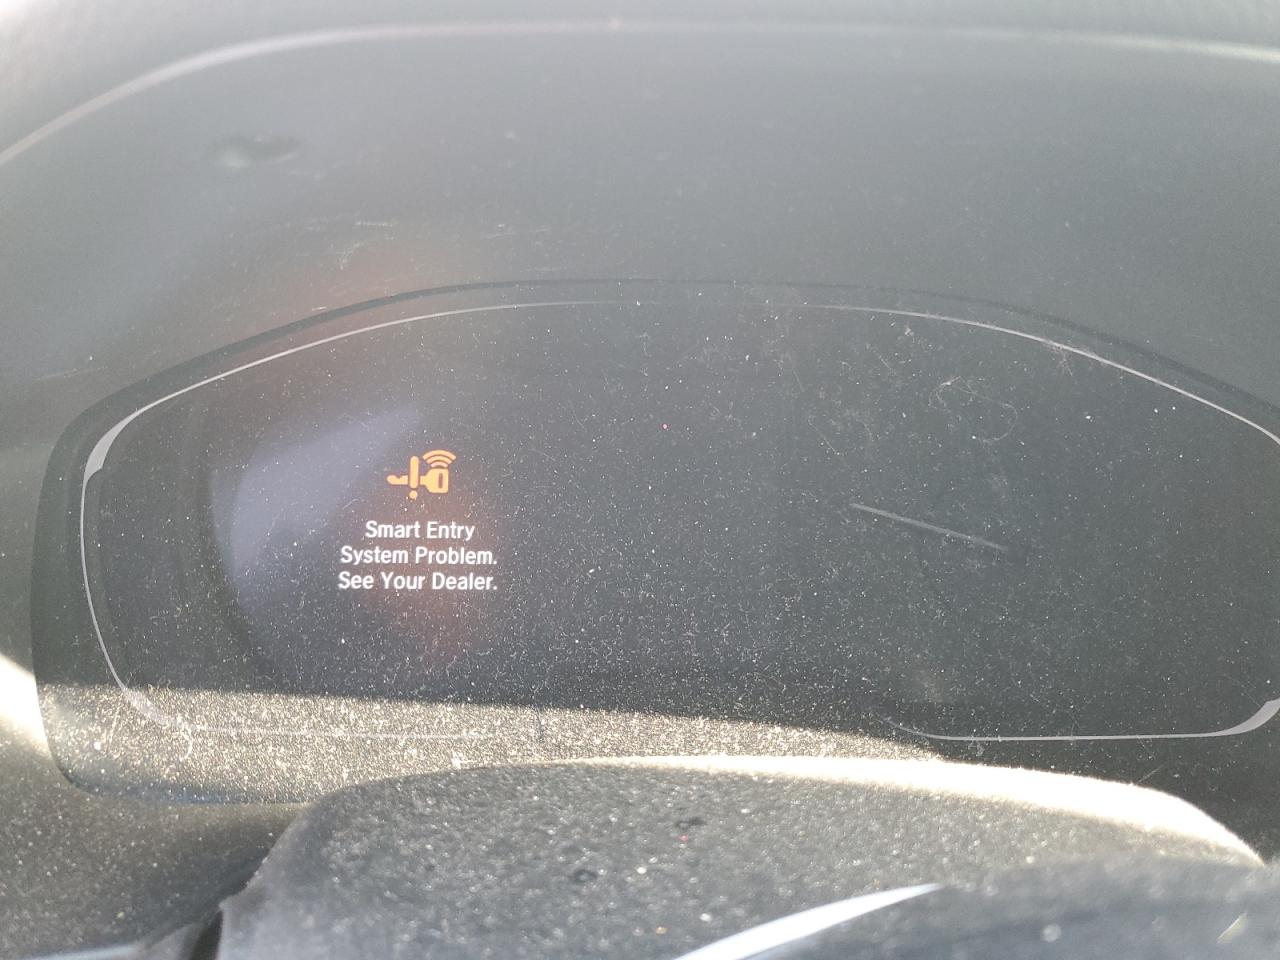 Smart Entry
System Problem.
See Your Dealer.